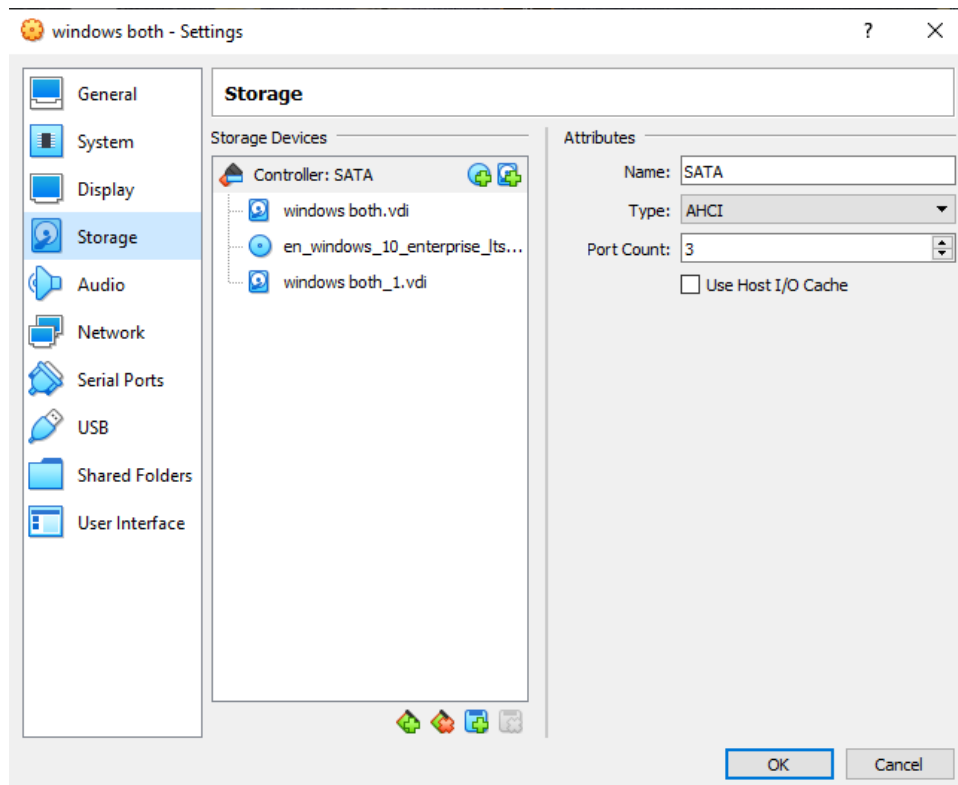 windows both - Settings
?
General
System
Display
Storage
Audio
Network
Serial Ports
USB
Shared Folders
User Interface
Storage
Storage Devices
Controller: SATA
windows both.vdi
en_windows_10_enterprise_lts...
windows both_1.vdi
Attributes
Name: SATA
Type: AHCI
Port Count: 3
Use Host I/O Cache
OK
Cancel